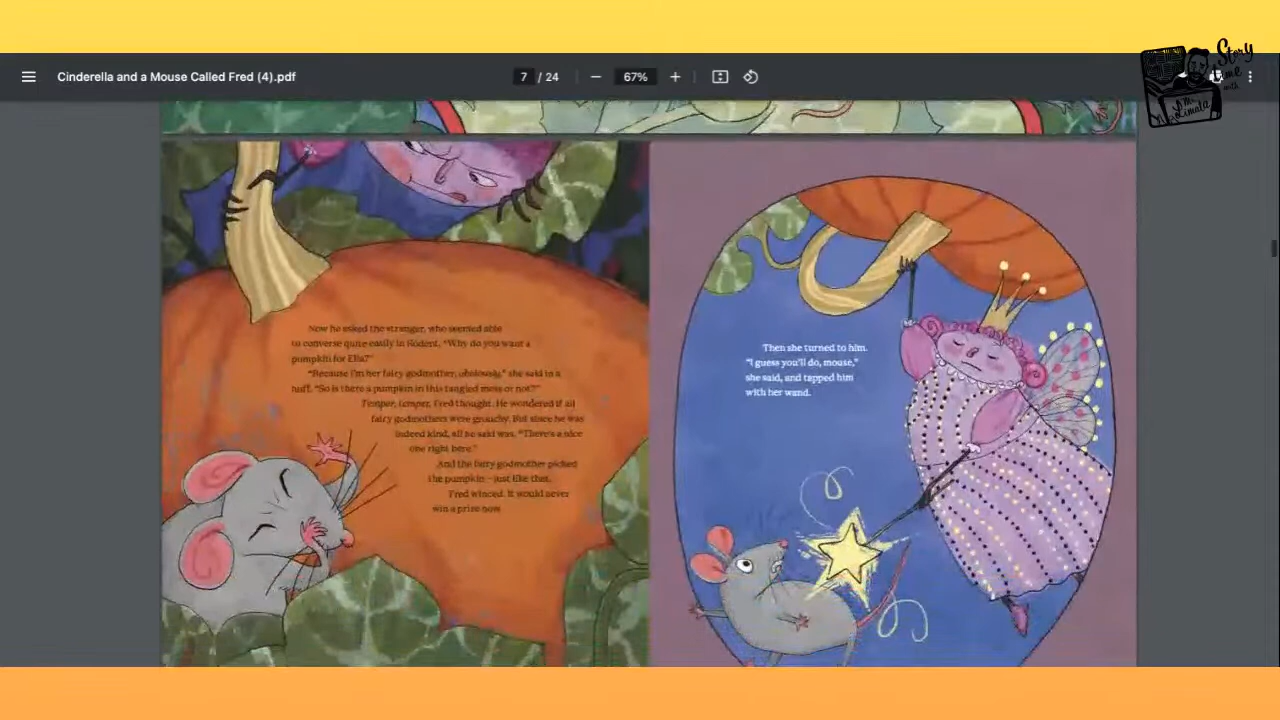 Cinderella and a Mouse Called Fred (4).pdf
7 / 24
67%
Story
time
with
Mr.
Limata
Now he asked the stranger, who seemed able
to converse quite easily in Rodent, "Why do you want a
pumpkin for Ella?"
"Because I'm her fairy godmother, obviously," she said in a
huff. "So is there a pumpkin in this tangled mess or not?"
Temper, temper, Fred thought. He wondered if all
fairy godmothers were grouchy. But since he was
indeed kind, all he said was, "There's a nice
one right here."
And the fairy godmother picked
the pumpkin – just like that.
Fred winced. It would never
win a prize now.
Then she turned to him.
"I guess you'll do, mouse,"
she said, and tapped him
with her wand.